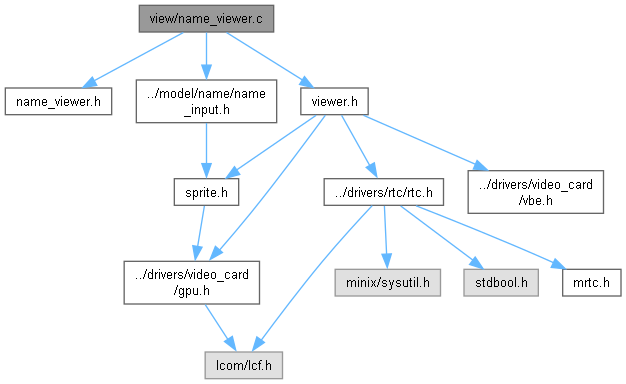 view/name_viewer.c
name_viewer.h
../model/name/name
_input.h
viewer.h
sprite.h
../drivers/rtc/rtc.h
../drivers/video_card
/vbe.h
../drivers/video_card
/gpu.h
minix/sysutil.h
stdbool.h
mrtc.h
lcom/lcf.h